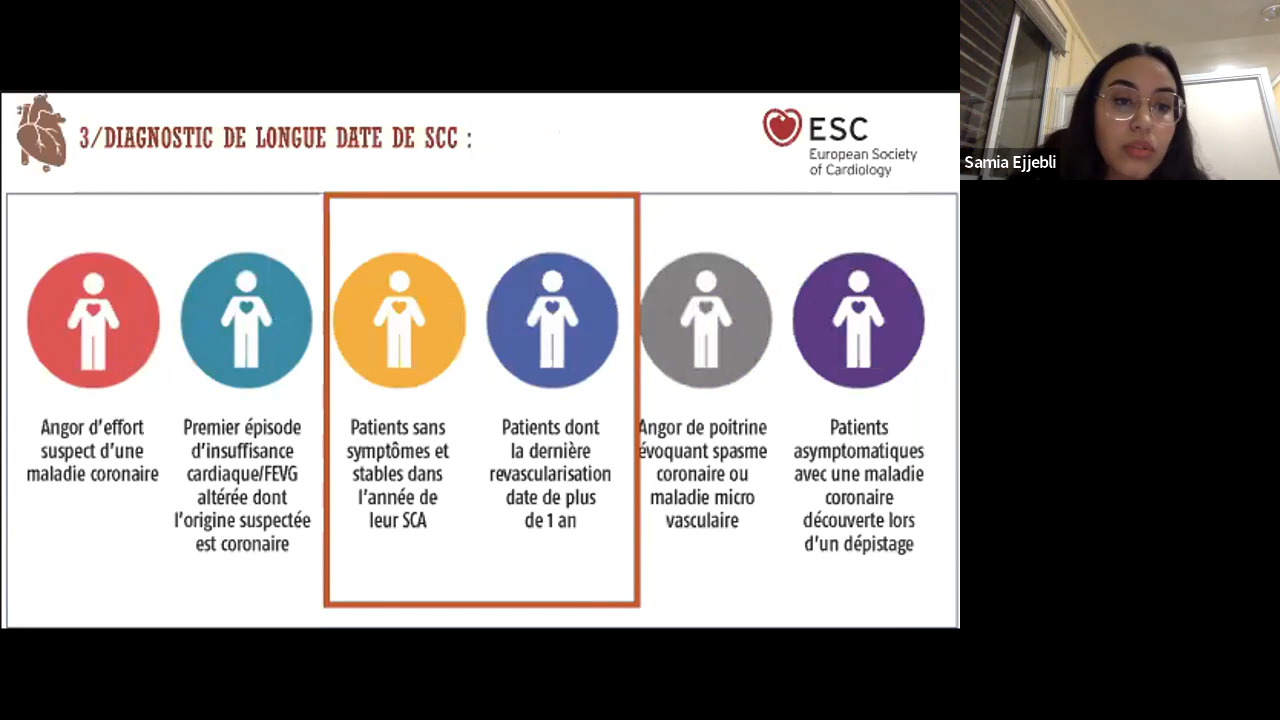 3/DIAGNOSTIC DE LONGUE DATE DE SCC :
ESC
European Society
of Cardiology
Samia Ejjebli
Angor d'effort
suspect d'une
maladie coronaire
Premier épisode
d'insuffisance
cardiaque/FEVG
altérée dont
l'origine suspectée
est coronaire
Patients sans
symptômes et
stables dans
l'année de
leur SCA
Patients dont
la dernière
revascularisation
date de plus
de 1 an
Angor de poitrine
évoquant spasme
coronaire ou
maladie micro
vasculaire
Patients
asymptomatiques
avec une maladie
coronaire
découverte lors
d'un dépistage